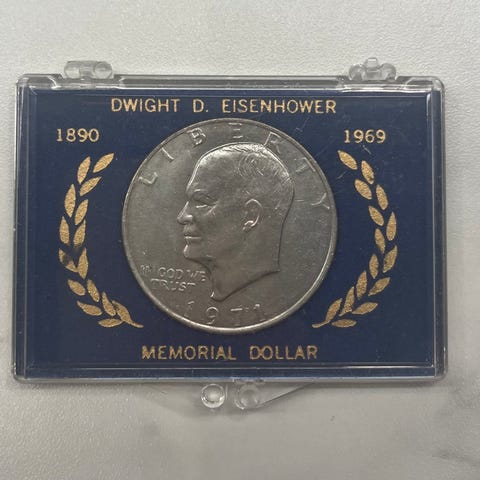 DWIGHT D. EISENHOWER
1890 1969
LIBERTY
IN GOD WE
TRUST
1971
MEMORIAL DOLLAR